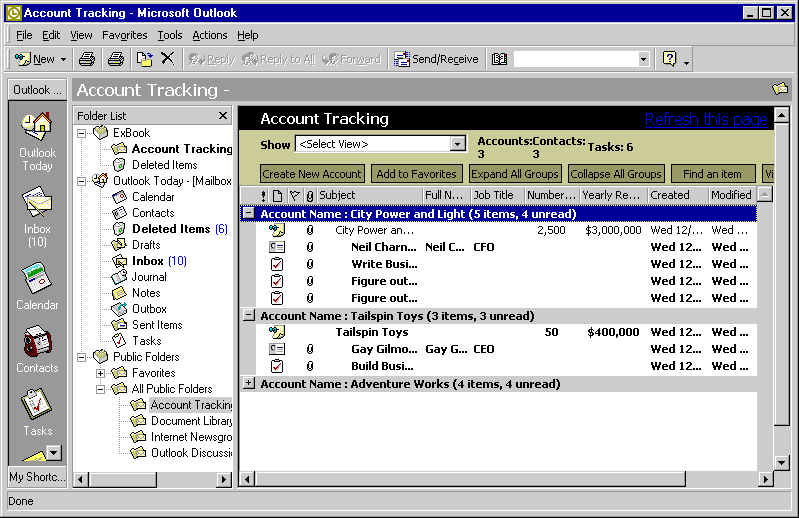 Account Tracking - Microsoft Outlook
File Edit View Favorites Tools Actions Help
New Reply Reply to All Forward Send/Receive
Outlook ... Account Tracking -
Outlook Today
Inbox (10)
Calendar
Contacts
Tasks
My Shortc...
Folder List
ExBook
Account Tracking
Deleted Items
Outlook Today - [Mailbox
Calendar
Contacts
Deleted Items (6)
Drafts
Inbox (10)
Journal
Notes
Outbox
Sent Items
Tasks
Public Folders
Favorites
All Public Folders
Account Tracking
Document Library
Internet Newsgro
Outlook Discussi
Account Tracking Refresh this page
Show <Select View> Accounts: 3 Contacts: 3 Tasks: 6
Create New Account Add to Favorites Expand All Groups Collapse All Groups Find an item Vi
! Subject Full N... Job Title Number... Yearly Re... Created Modified
Account Name : City Power and Light (5 items, 4 unread)
City Power an... 2,500 $3,000,000 Wed 12/... Wed ...
Neil Charn... Neil C... CFO Wed 12... Wed ...
Write Busi... Wed 12... Wed ...
Figure out... Wed 12... Wed ...
Figure out... Wed 12... Wed ...
Account Name : Tailspin Toys (3 items, 3 unread)
Tailspin Toys 50 $400,000 Wed 12... Wed ...
Gay Gilmo... Gay G... CEO Wed 12... Wed ...
Build Busi... Wed 12... Wed ...
Account Name : Adventure Works (4 items, 4 unread)
Done